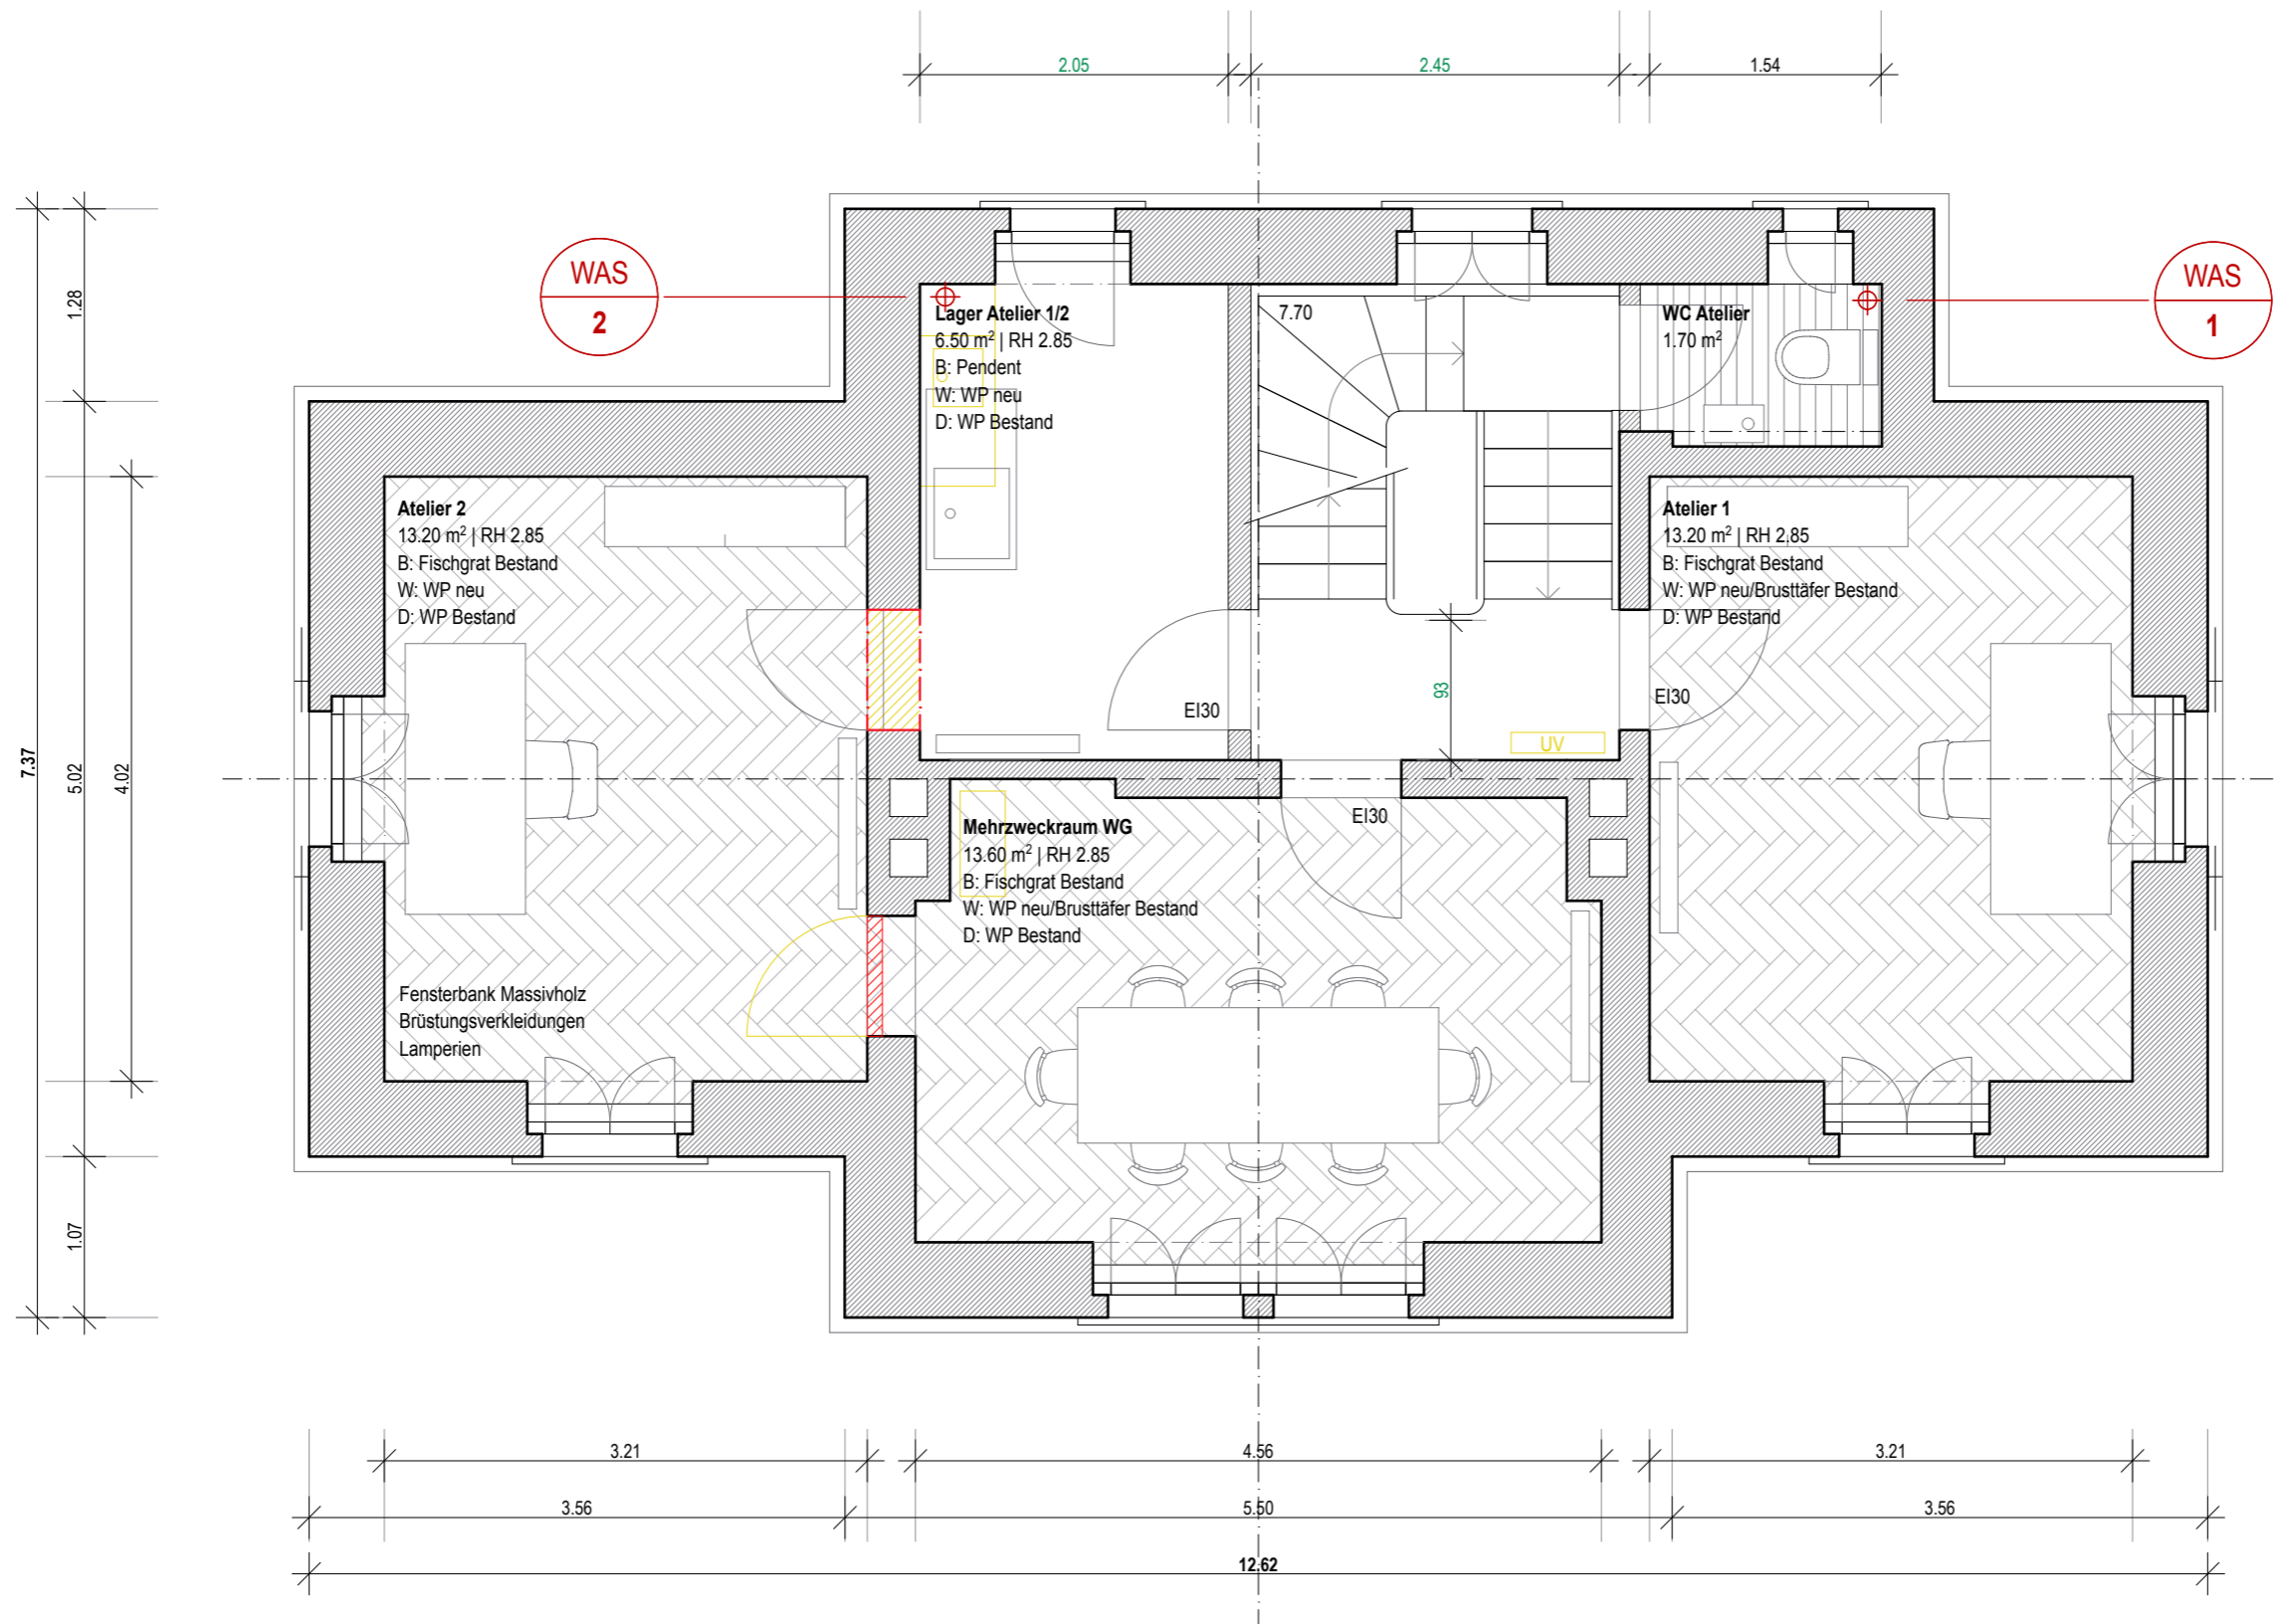 2.05
2.45
1.54
WAS
2
WAS
1
7.37
1.28
5.02
4.02
1.07
Lager Atelier 1/2
6.50 m² | RH 2.85
B: Pendent
W: WP neu
D: WP Bestand
7.70
WC Atelier
1.70 m²
Atelier 2
13.20 m² | RH 2.85
B: Fischgrat Bestand
W: WP neu
D: WP Bestand
Atelier 1
13.20 m² | RH 2.85
B: Fischgrat Bestand
W: WP neu/Brusttäfer Bestand
D: WP Bestand
93
EI30
EI30
UV
EI30
Mehrzweckraum WG
13.60 m² | RH 2.85
B: Fischgrat Bestand
W: WP neu/Brusttäfer Bestand
D: WP Bestand
Fensterbank Massivholz
Brüstungsverkleidungen
Lamperien
3.21
4.56
3.21
3.56
5.50
3.56
12.62